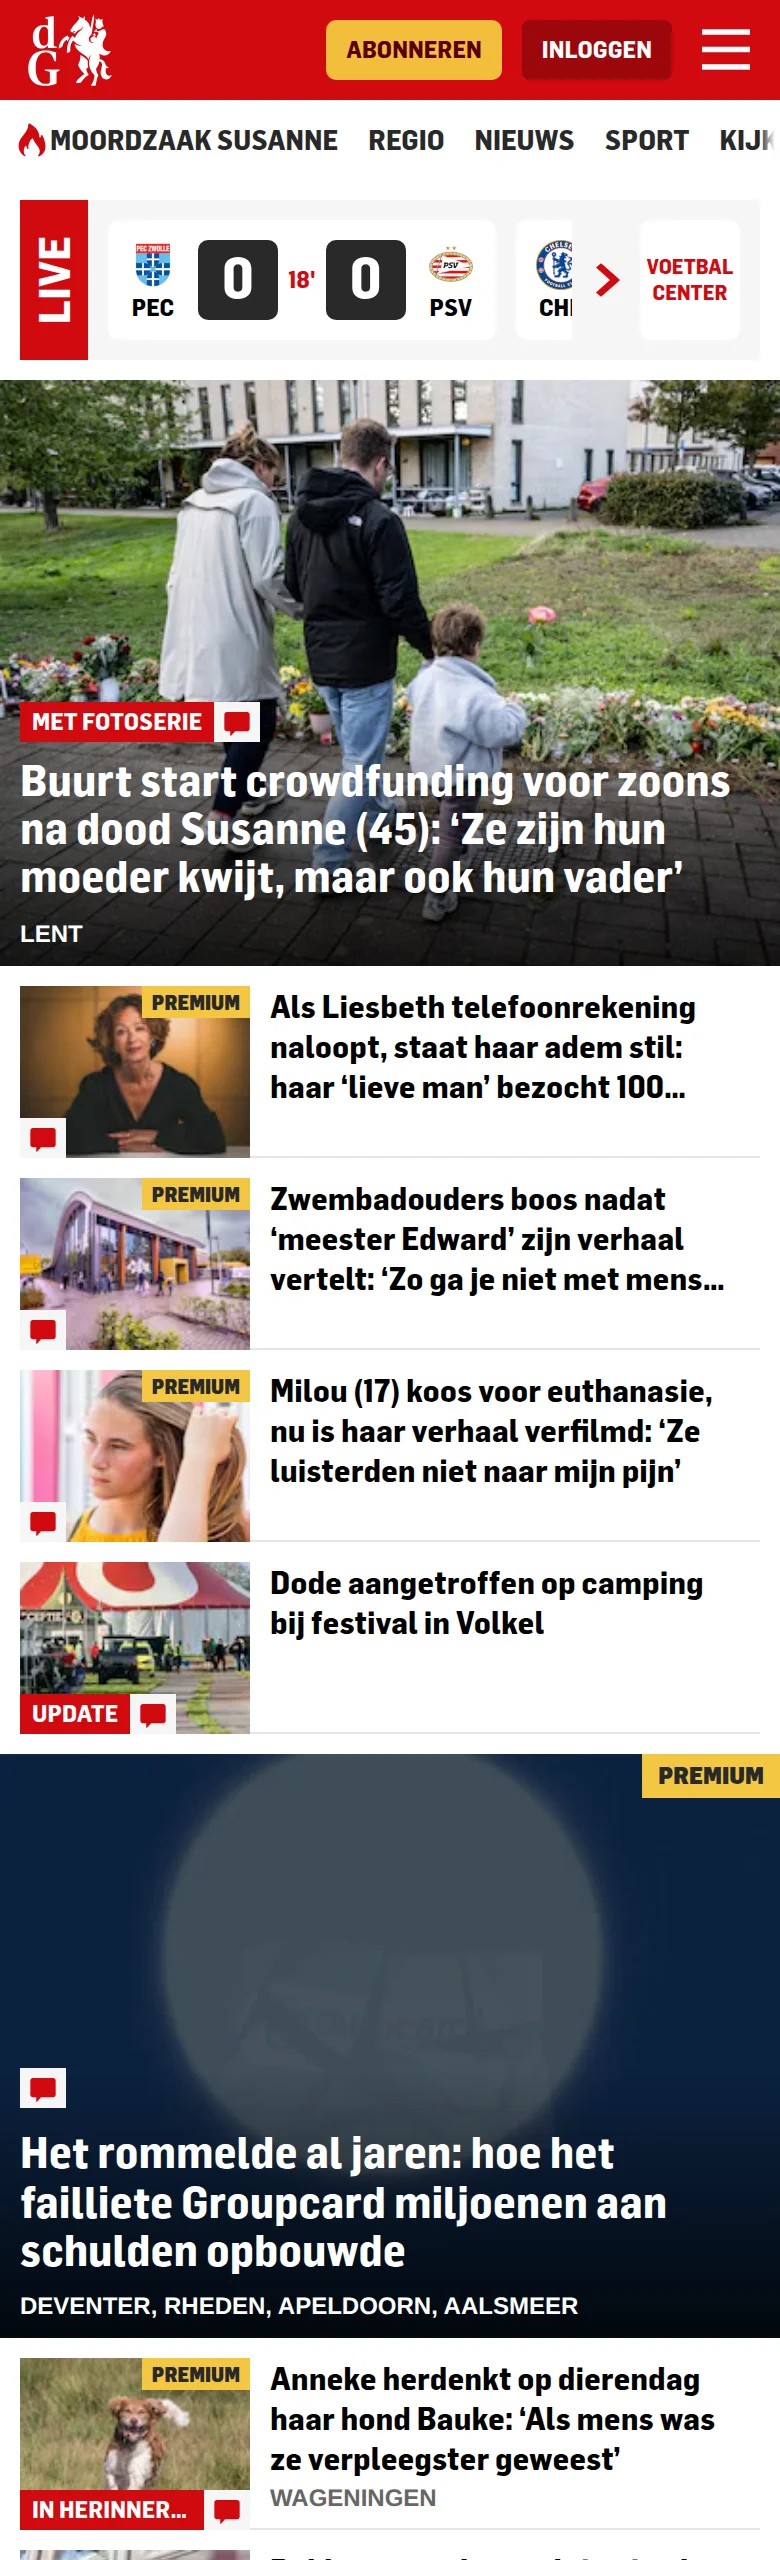 dG
ABONNEREN
INLOGGEN
MOORDZAAK SUSANNE
REGIO
NIEUWS
SPORT
LIVE
PEC ZWOLLE
PEC
0
18'
0
PSV
PSV
CHELSE
VOETBAL
CENTER
MET FOTOSERIE
Buurt start crowdfunding voor zoons
na dood Susanne (45): ‘Ze zijn hun
moeder kwijt, maar ook hun vader’
LENT
PREMIUM
Als Liesbeth telefoonrekening
naloopt, staat haar adem stil:
haar ‘lieve man’ bezocht 100...
PREMIUM
Zwembadouders boos nadat
‘meester Edward’ zijn verhaal
vertelt: ‘Zo ga je niet met mens...
PREMIUM
Milou (17) koos voor euthanasie,
nu is haar verhaal verfilmd: ‘Ze
luisterden niet naar mijn pijn’
UPDATE
Dode aangetroffen op camping
bij festival in Volkel
PREMIUM
Het rommelde al jaren: hoe het
failliete Groupcard miljoenen aan
schulden opbouwde
DEVENTER, RHEDEN, APELDOORN, AALSMEER
PREMIUM
IN HERINNER...
Anneke herdenkt op dierendag
haar hond Bauke: ‘Als mens was
ze verpleegster geweest’
WAGENINGEN